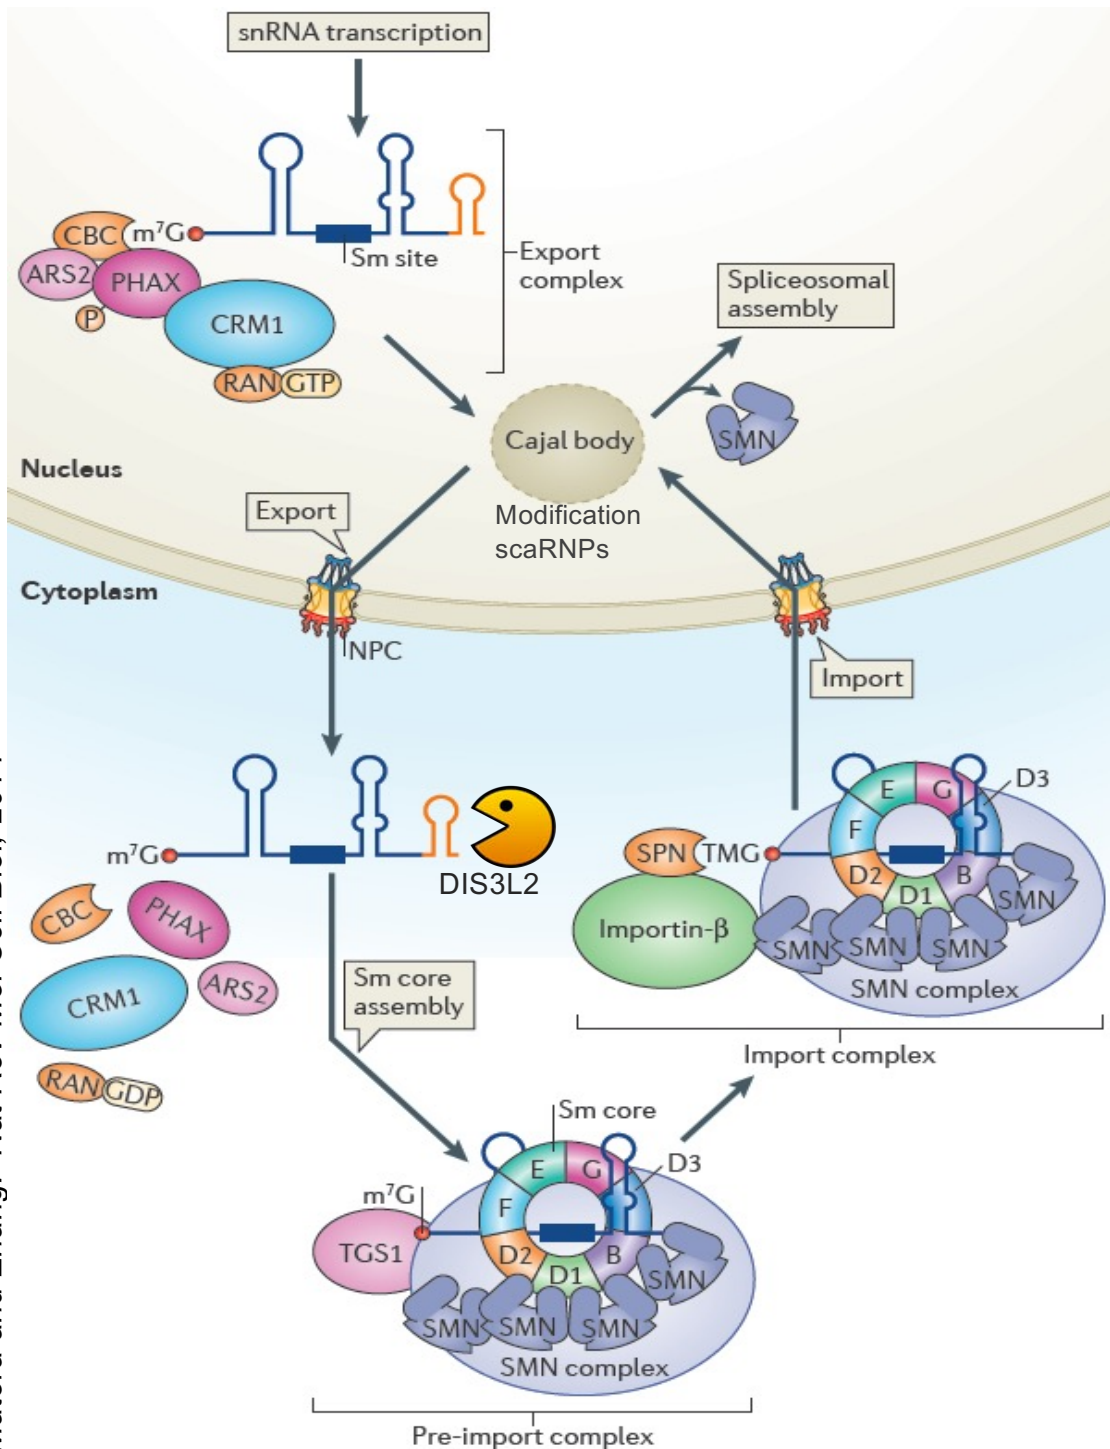 snRNA transcription
CBC
m⁷G
ARS2
PHAX
P
CRM1
RAN GTP
Sm site
Export
complex
Spliceosomal
assembly
SMN
Cajal body
Modification
scaRNPs
Nucleus
Export
Cytoplasm
NPC
Import
m⁷G
DIS3L2
CBC
PHAX
CRM1
ARS2
RAN GDP
Sm core
assembly
E
G
D3
F
SPN
TMG
D2
D1
B
Importin-β
SMN
SMN
SMN
SMN
SMN complex
Import complex
Sm core
E
G
D3
m⁷G
F
TGS1
D2
D1
B
SMN
SMN
SMN
SMN
SMN complex
Pre-import complex